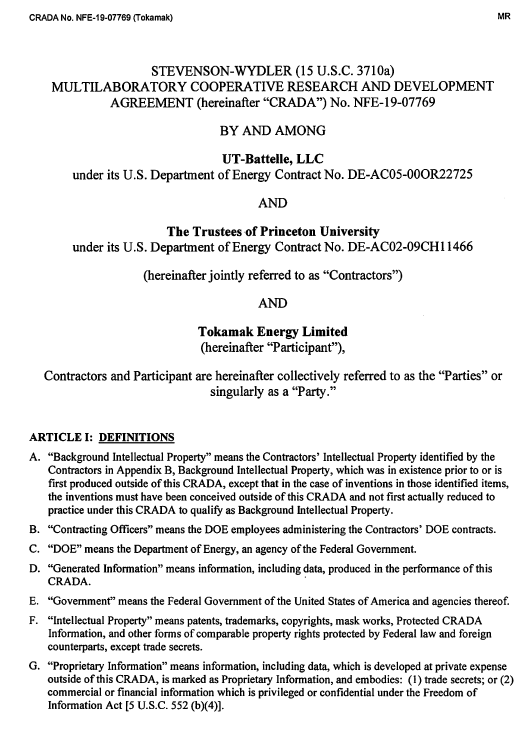 CRADA No. NFE-19-07769 (Tokamak)
MR
STEVENSON-WYDLER (15 U.S.C. 3710a)
MULTILABORATORY COOPERATIVE RESEARCH AND DEVELOPMENT
AGREEMENT (hereinafter “CRADA”) No. NFE-19-07769
BY AND AMONG
UT-Battelle, LLC
under its U.S. Department of Energy Contract No. DE-AC05-00OR22725
AND
The Trustees of Princeton University
under its U.S. Department of Energy Contract No. DE-AC02-09CH11466
(hereinafter jointly referred to as “Contractors”)
AND
Tokamak Energy Limited
(hereinafter “Participant”),
Contractors and Participant are hereinafter collectively referred to as the “Parties” or
singularly as a “Party.”
ARTICLE I: DEFINITIONS
A. “Background Intellectual Property” means the Contractors’ Intellectual Property identified by the
Contractors in Appendix B, Background Intellectual Property, which was in existence prior to or is
first produced outside of this CRADA, except that in the case of inventions in those identified items,
the inventions must have been conceived outside of this CRADA and not first actually reduced to
practice under this CRADA to qualify as Background Intellectual Property.
B. “Contracting Officers” means the DOE employees administering the Contractors’ DOE contracts.
C. “DOE” means the Department of Energy, an agency of the Federal Government.
D. “Generated Information” means information, including data, produced in the performance of this
CRADA.
E. “Government” means the Federal Government of the United States of America and agencies thereof.
F. “Intellectual Property” means patents, trademarks, copyrights, mask works, Protected CRADA
Information, and other forms of comparable property rights protected by Federal law and foreign
counterparts, except trade secrets.
G. “Proprietary Information” means information, including data, which is developed at private expense
outside of this CRADA, is marked as Proprietary Information, and embodies: (1) trade secrets; or (2)
commercial or financial information which is privileged or confidential under the Freedom of
Information Act [5 U.S.C. 552 (b)(4)].